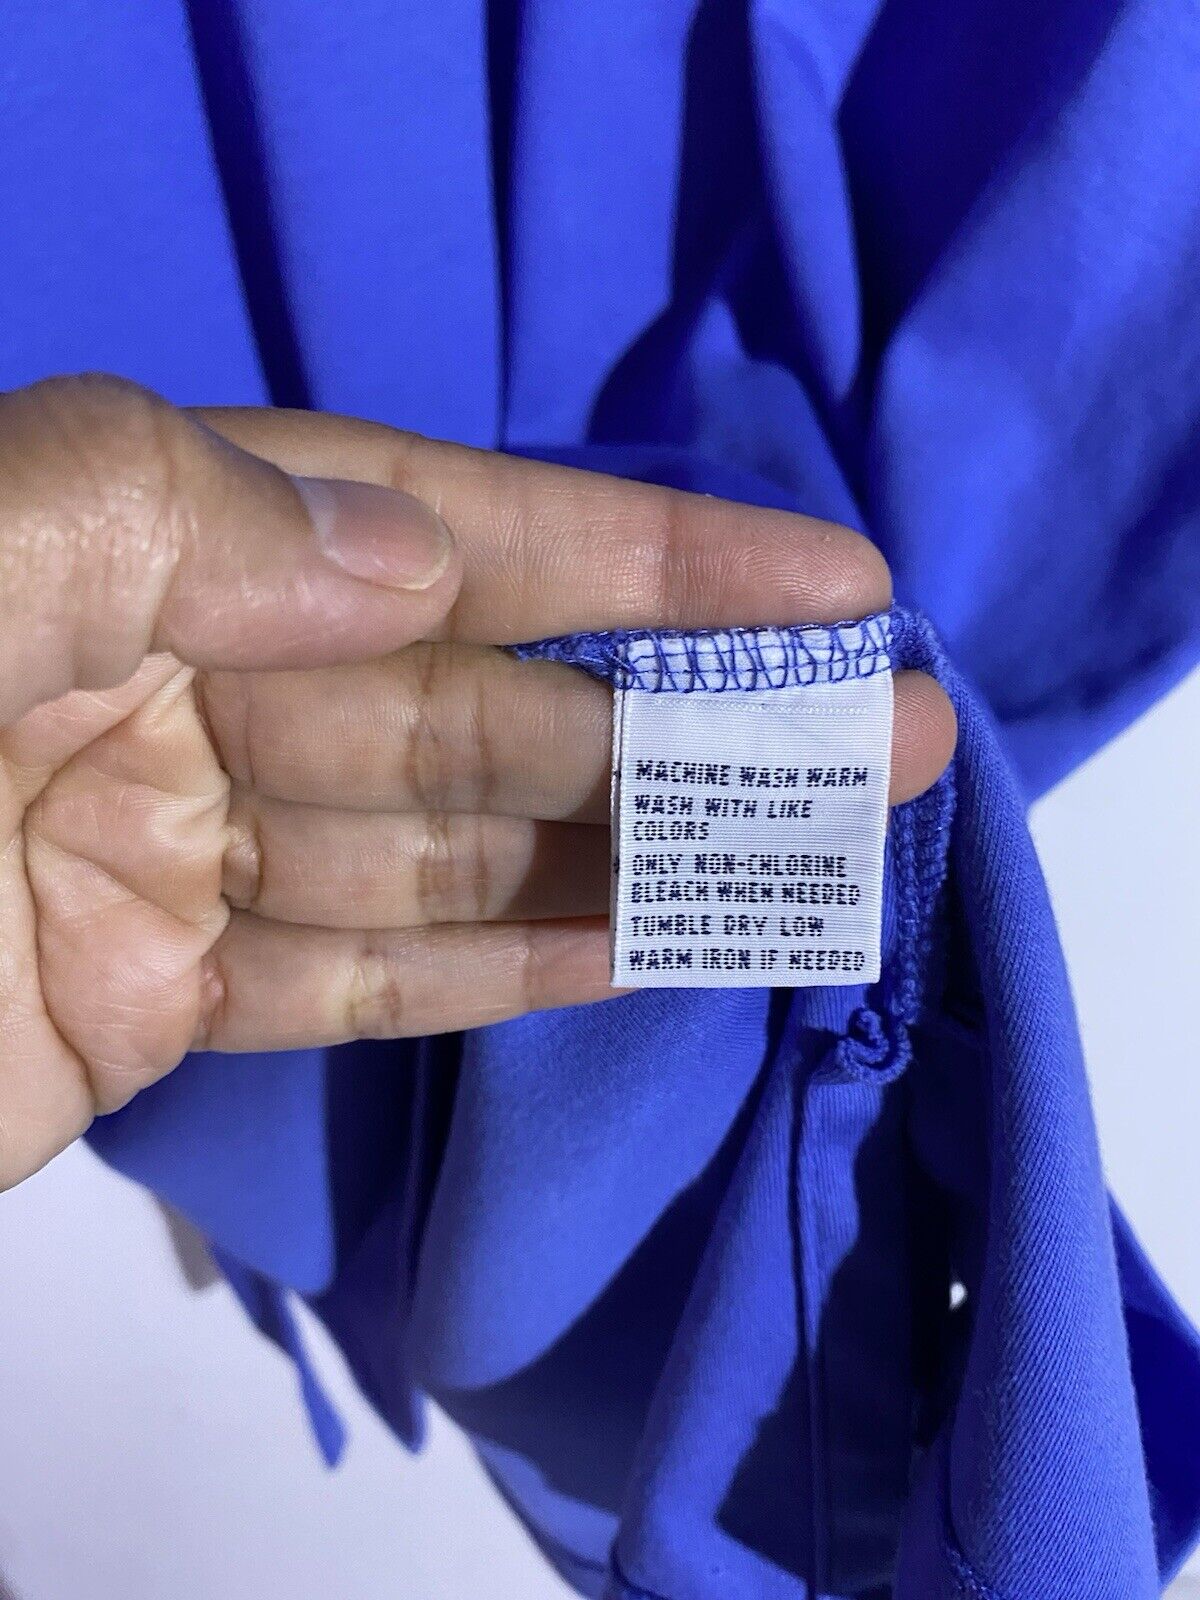 MACHINE WASH WARM
WASH WITH LIKE
COLORS
ONLY NON-CHLORINE
BLEACH WHEN NEEDED
TUMBLE DRY LOW
WARM IRON IF NEEDED